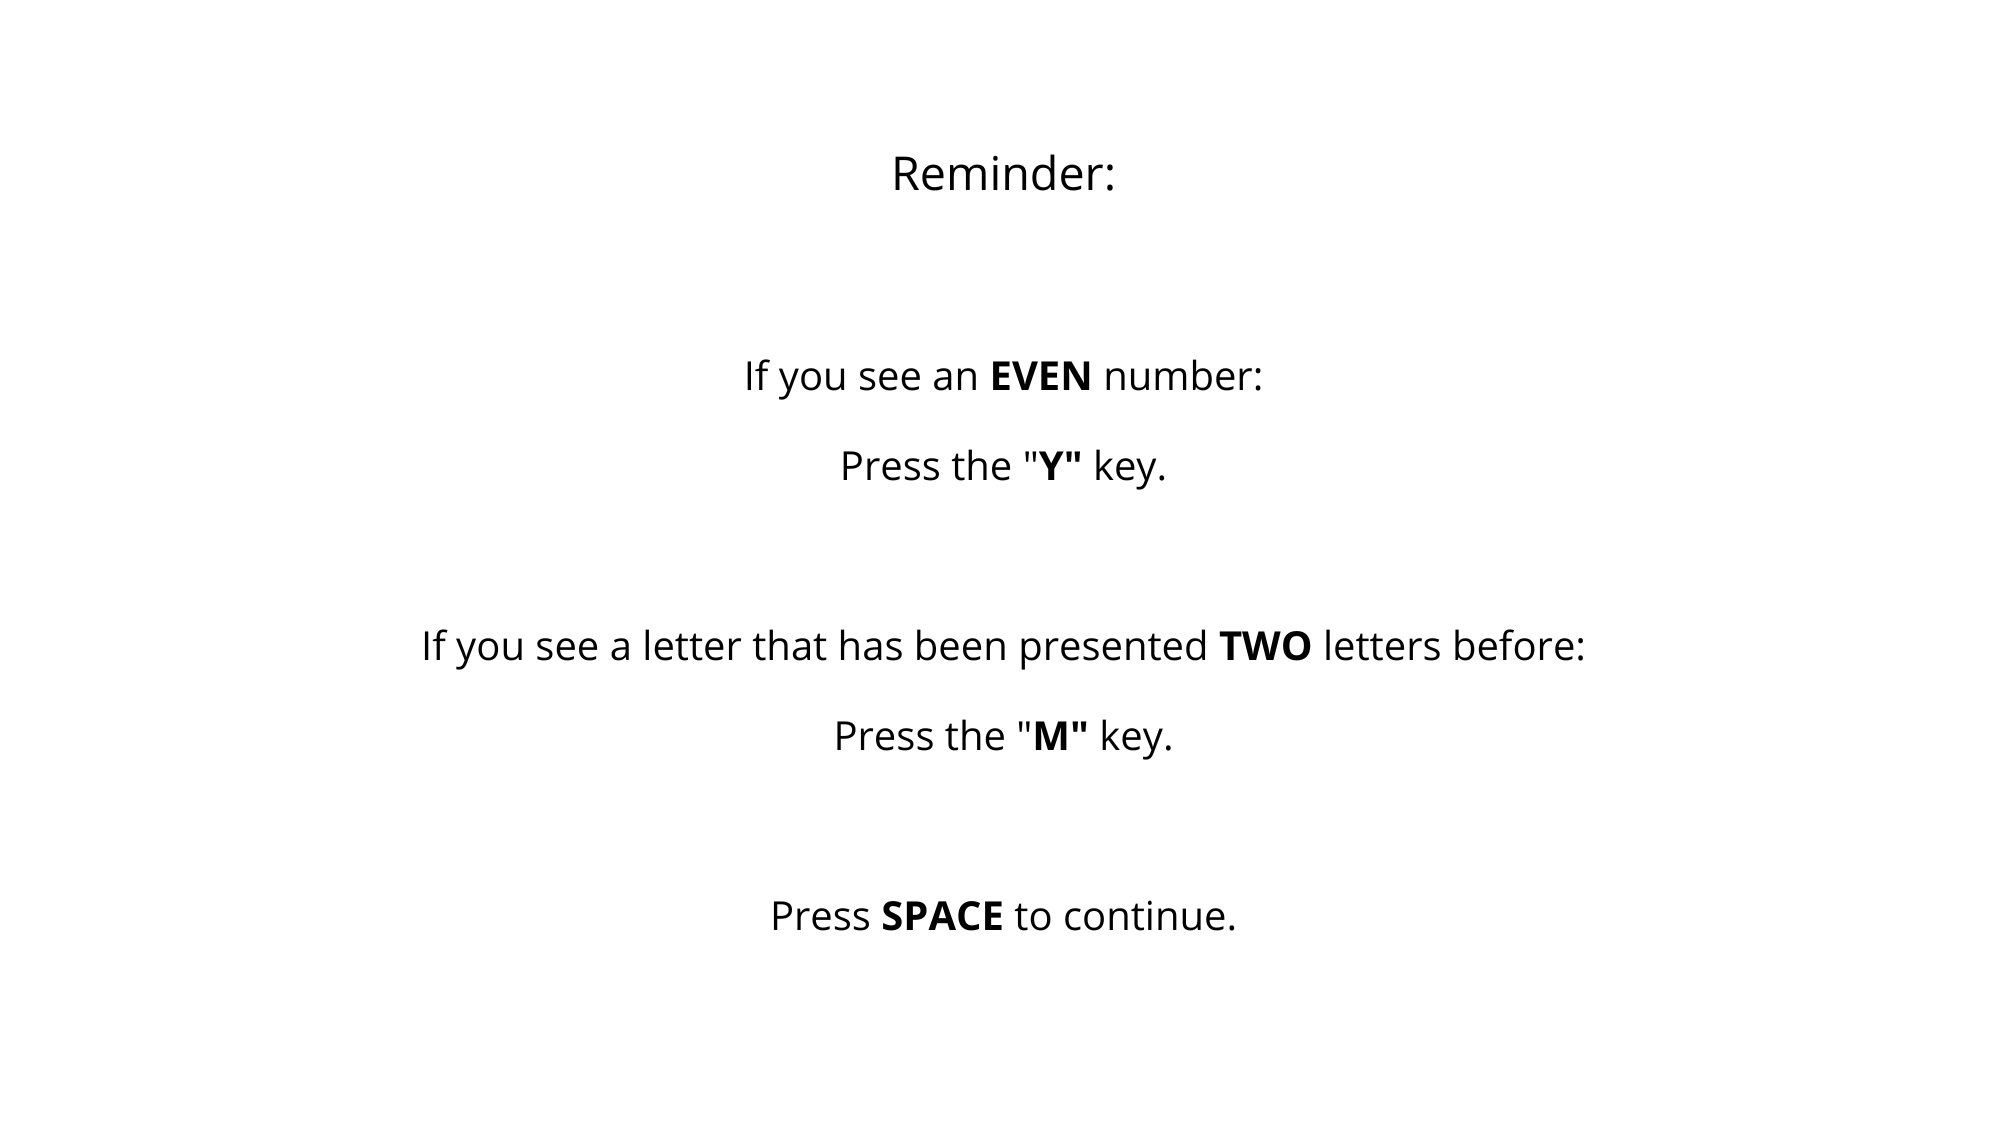 Reminder:
If you see an EVEN number:
Press the "Y" key.
If you see a letter that has been presented TWO letters before:
Press the "M" key.
Press SPACE to continue.